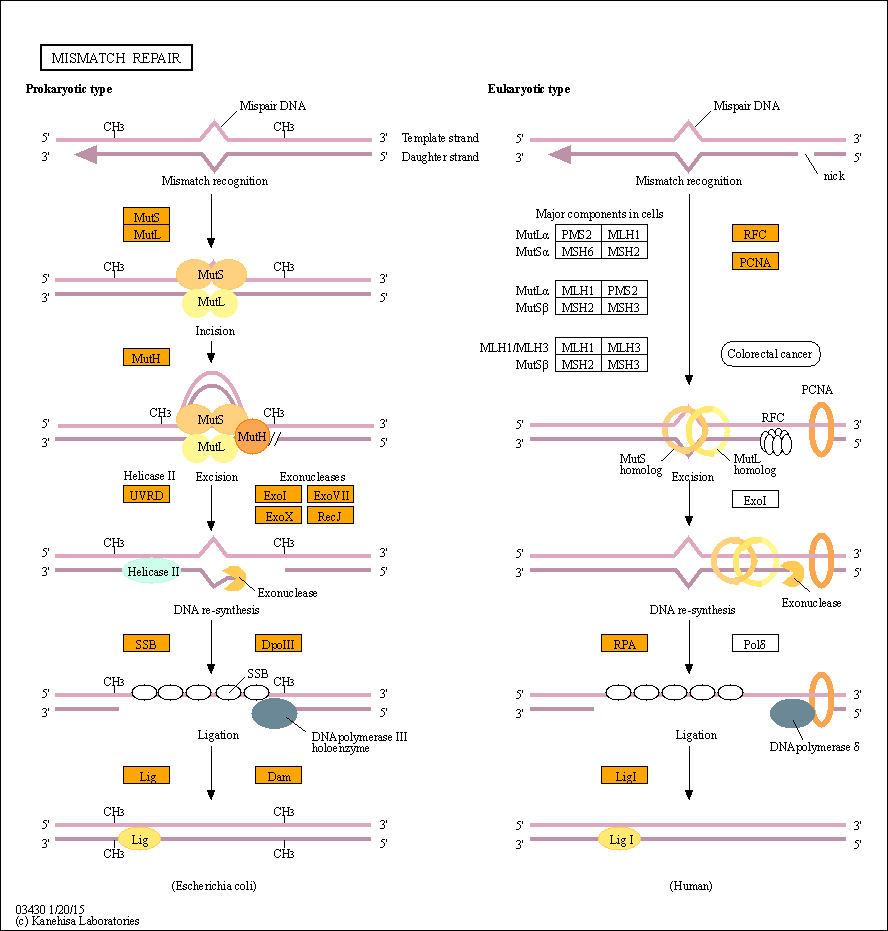 MISMATCH REPAIR
Prokaryotic type
Mispair DNA
CH3
CH3
5'
3'
3'
5'
Template strand
Daughter strand
Mismatch recognition
MutS
MutL
CH3
CH3
5'
3'
3'
5'
MutS
MutL
Incision
MutH
CH3
CH3
5'
3'
3'
5'
MutS
MutL
MutH
Helicase II
UVRD
Excision
Exonucleases
ExoI
ExoVII
ExoX
RecJ
CH3
CH3
5'
3'
3'
5'
Helicase II
Exonuclease
DNA re-synthesis
SSB
DpoIII
SSB
CH3
CH3
5'
3'
3'
5'
DNA polymerase III
holoenzyme
Ligation
Lig
Dam
CH3
CH3
5'
3'
3'
5'
Lig
CH3
CH3
(Escherichia coli)
Eukaryotic type
Mispair DNA
5'
3'
3'
5'
nick
Mismatch recognition
Major components in cells
MutLα PMS2 MLH1
MutSα MSH6 MSH2
MutLα MLH1 PMS2
MutSβ MSH2 MSH3
MLH1/MLH3 MLH1 MLH3
MutSβ MSH2 MSH3
RFC
PCNA
Colorectal cancer
PCNA
RFC
5'
3'
3'
5'
MutS
homolog
MutL
homolog
Excision
ExoI
5'
3'
3'
5'
Exonuclease
DNA re-synthesis
RPA
Polδ
5'
3'
3'
5'
DNA polymerase δ
Ligation
LigI
5'
3'
3'
5'
Lig I
(Human)
03430 1/20/15
(c) Kanehisa Laboratories